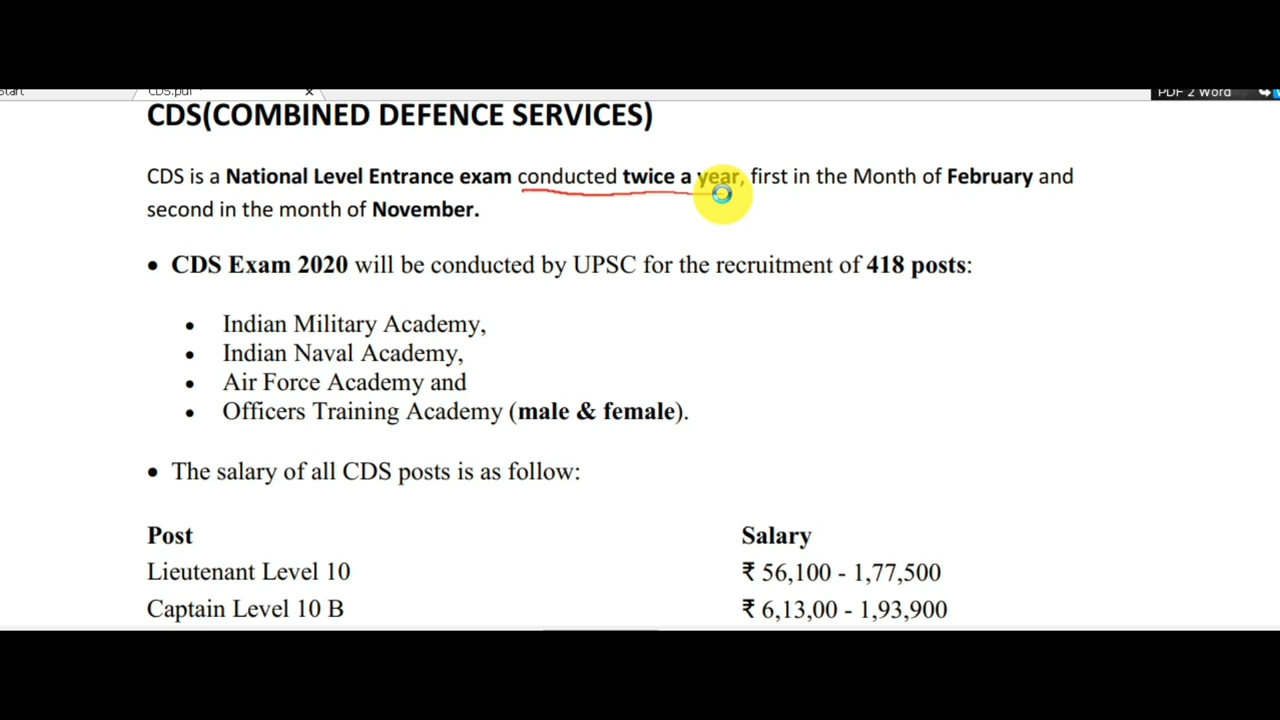 Start
CDS.pdf *
PDF 2 Word
CDS(COMBINED DEFENCE SERVICES)
CDS is a National Level Entrance exam conducted twice a year, first in the Month of February and
second in the month of November.
• CDS Exam 2020 will be conducted by UPSC for the recruitment of 418 posts:
• Indian Military Academy,
• Indian Naval Academy,
• Air Force Academy and
• Officers Training Academy (male & female).
• The salary of all CDS posts is as follow:
Post Salary
Lieutenant Level 10 ₹ 56,100 - 1,77,500
Captain Level 10 B ₹ 6,13,00 - 1,93,900